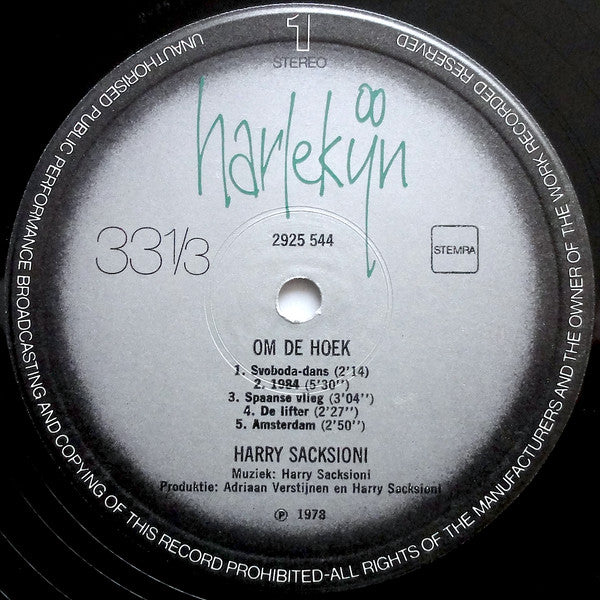 1
STEREO
harlekijn
33 1/3
2925 544
STEMRA
OM DE HOEK
1. Svoboda-dans (2'14)
2. 1984 (5'30'')
3. Spaanse vlieg (3'04'')
4. De lifter (2'27'')
5. Amsterdam (2'50'')
HARRY SACKSIONI
Muziek: Harry Sacksioni
Produktie: Adriaan Verstijnen en Harry Sacksioni
℗ 1978
UNAUTHORISED PUBLIC PERFORMANCE BROADCASTING AND COPYING OF THIS RECORD PROHIBITED-ALL RIGHTS OF THE MANUFACTURERS AND THE OWNER OF THE WORK RECORDED RESERVED